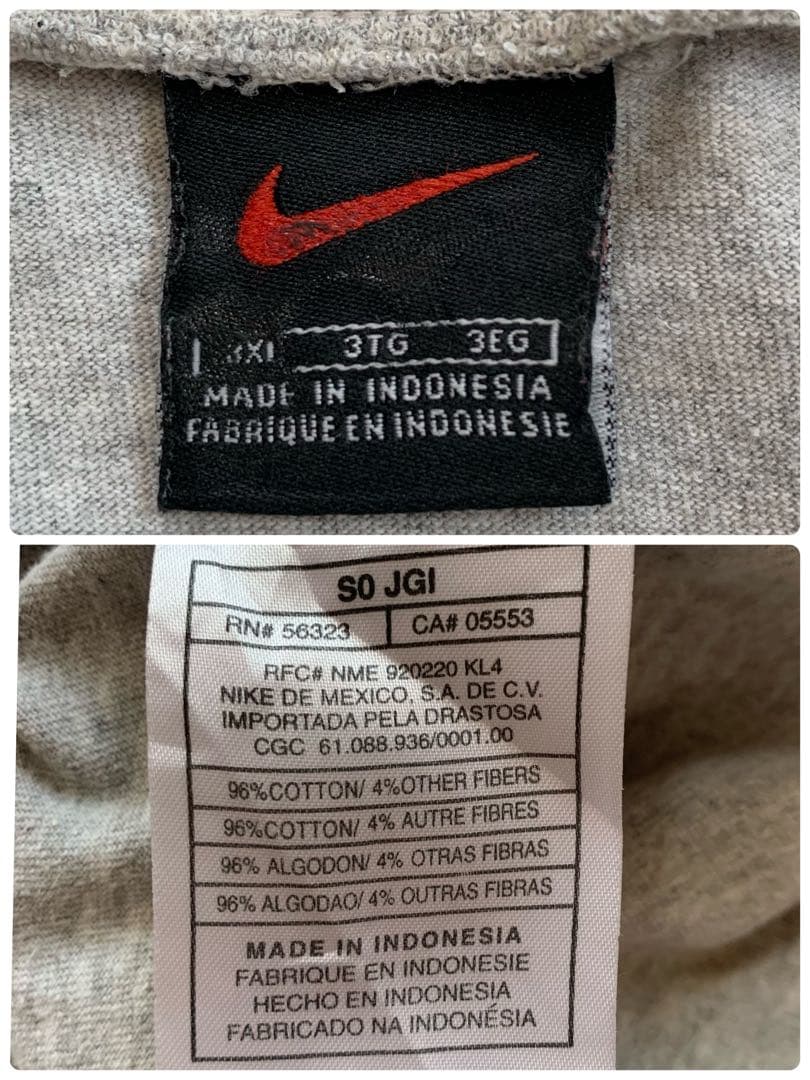 3XL 3TG 3EG
MADE IN INDONESIA
FABRIQUE EN INDONESIE
S0 JGI
RN# 56323 CA# 05553
RFC# NME 920220 KL4
NIKE DE MEXICO, S.A. DE C.V.
IMPORTADA PELA DRASTOSA
CGC 61.088.936/0001.00
96%COTTON/ 4%OTHER FIBERS
96%COTTON/ 4% AUTRE FIBRES
96% ALGODON/ 4% OTRAS FIBRAS
96% ALGODAO/ 4% OUTRAS FIBRAS
MADE IN INDONESIA
FABRIQUE EN INDONESIE
HECHO EN INDONESIA
FABRICADO NA INDONÉSIA